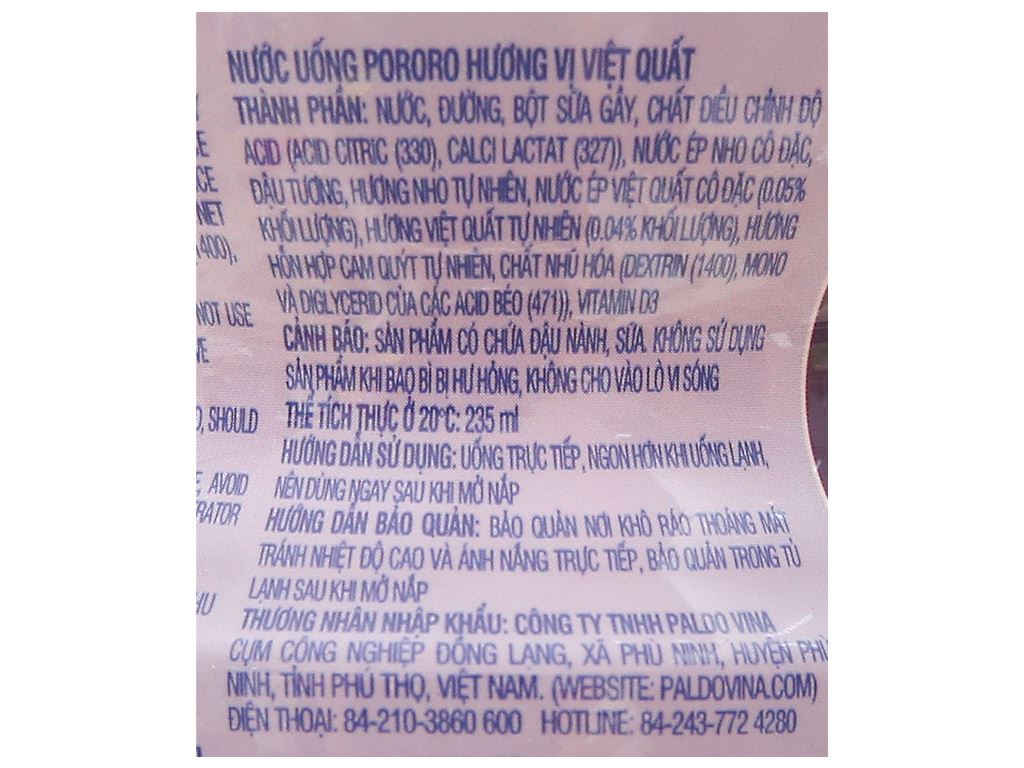 NƯỚC UỐNG PORORO HƯƠNG VỊ VIỆT QUẤT
THÀNH PHẦN: NƯỚC, ĐƯỜNG, BỘT SỮA GẦY, CHẤT ĐIỀU CHỈNH ĐỘ
ACID (ACID CITRIC (330), CALCI LACTAT (327)), NƯỚC ÉP NHO CÔ ĐẶC,
ĐẬU TƯƠNG, HƯƠNG NHO TỰ NHIÊN, NƯỚC ÉP VIỆT QUẤT CÔ ĐẶC (0.05%
KHỐI LƯỢNG), HƯƠNG VIỆT QUẤT TỰ NHIÊN (0.04% KHỐI LƯỢNG), HƯƠNG
HỖN HỢP CAM QUÝT TỰ NHIÊN, CHẤT NHŨ HÓA (DEXTRIN (1400), MONO
VÀ DIGLYCERID CỦA CÁC ACID BÉO (471)), VITAMIN D3
CẢNH BÁO: SẢN PHẨM CÓ CHỨA ĐẬU NÀNH, SỮA. KHÔNG SỬ DỤNG
SẢN PHẨM KHI BAO BÌ BỊ HƯ HỎNG, KHÔNG CHO VÀO LÒ VI SÓNG
THỂ TÍCH THỰC Ở 20°C: 235 ml
HƯỚNG DẪN SỬ DỤNG: UỐNG TRỰC TIẾP, NGON HƠN KHI UỐNG LẠNH,
NÊN DÙNG NGAY SAU KHI MỞ NẮP
HƯỚNG DẪN BẢO QUẢN: BẢO QUẢN NƠI KHÔ RÁO THOÁNG MÁT
TRÁNH NHIỆT ĐỘ CAO VÀ ÁNH NẮNG TRỰC TIẾP, BẢO QUẢN TRONG TỦ
LẠNH SAU KHI MỞ NẮP
THƯƠNG NHÂN NHẬP KHẨU: CÔNG TY TNHH PALDO VINA
CỤM CÔNG NGHIỆP ĐỒNG LẠNG, XÃ PHÙ NINH, HUYỆN PHÙ
NINH, TỈNH PHÚ THỌ, VIỆT NAM. (WEBSITE: PALDOVINA.COM)
ĐIỆN THOẠI: 84-210-3860 600 HOTLINE: 84-243-772 4280
NET
1400),
NOT USE
SHOULD
AVOID